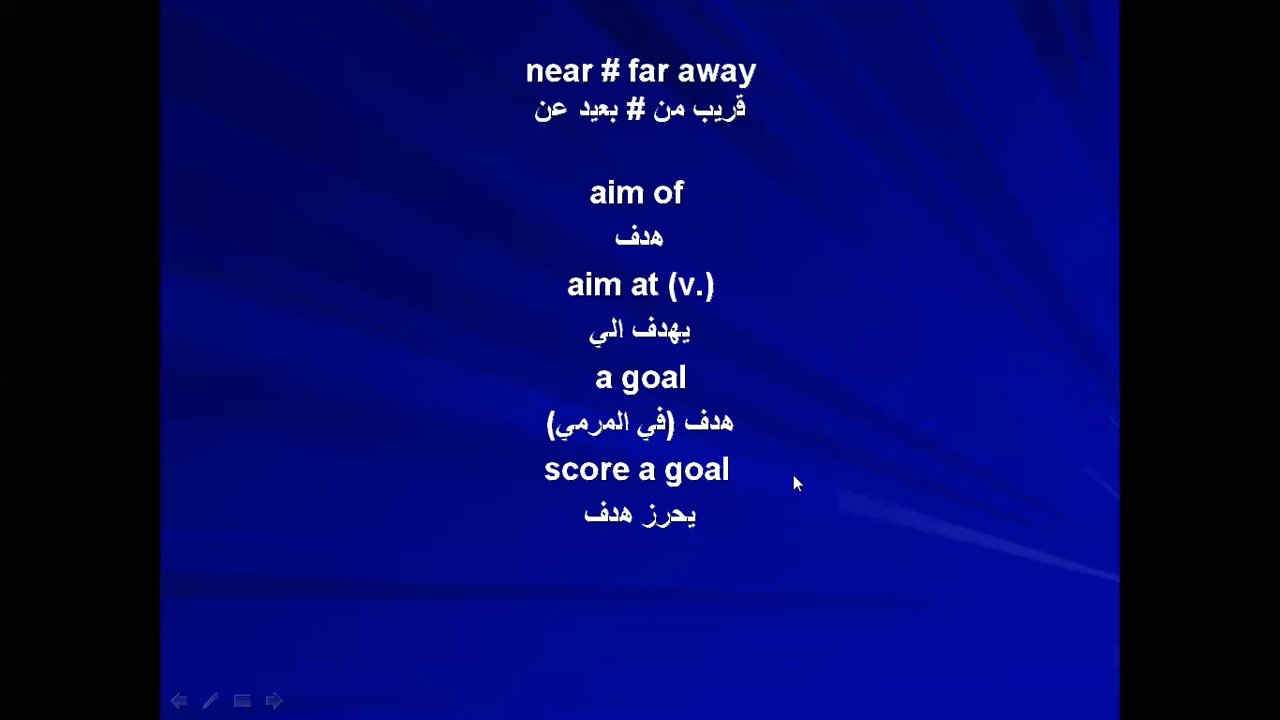 near # far away
قريب من # بعيد عن
aim of
هدف
aim at (v.)
يهدف الي
a goal
هدف (في المرمي)
score a goal
يحرز هدف